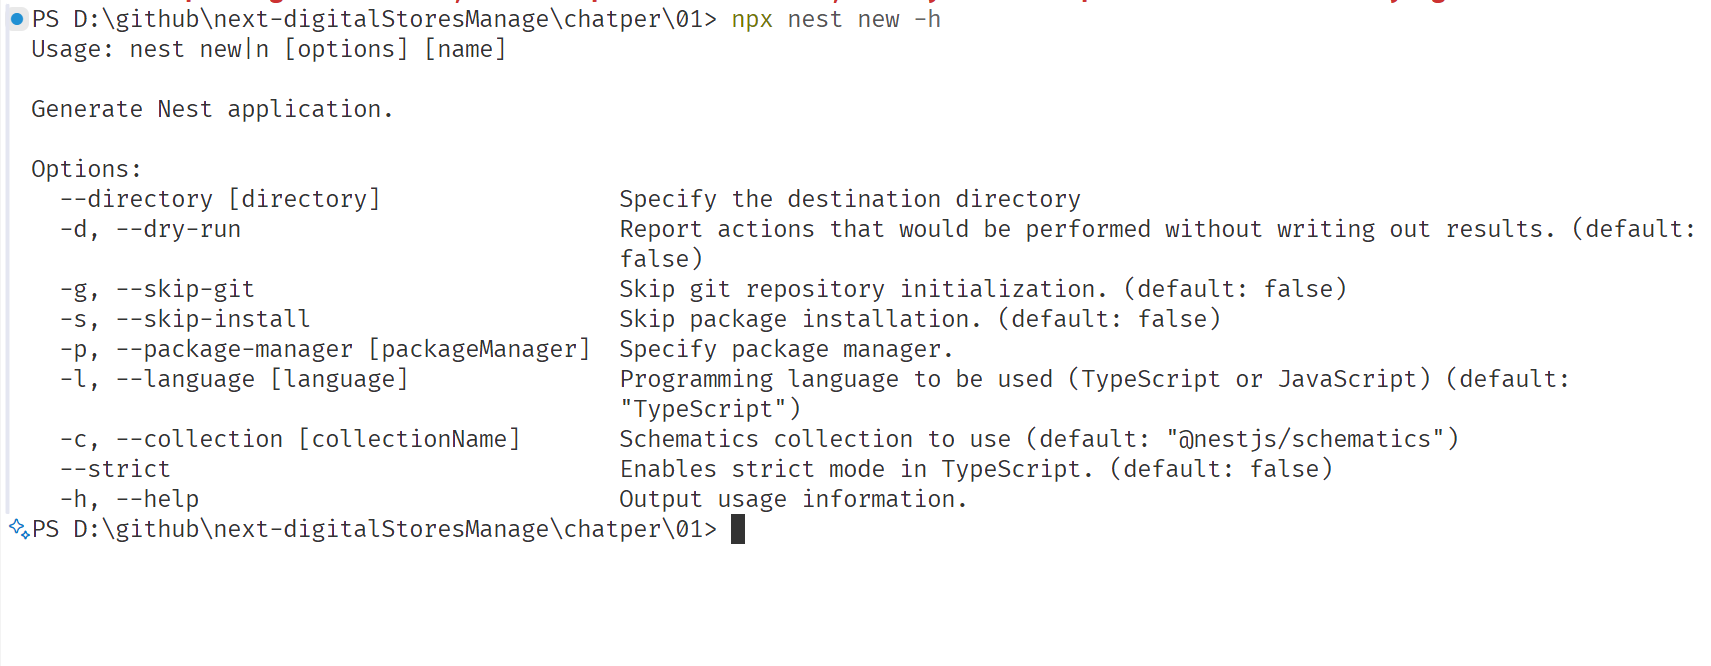 PS D:\github\next-digitalStoresManage\chatper\01> npx nest new -h
Usage: nest new|n [options] [name]
Generate Nest application.
Options:
--directory [directory] Specify the destination directory
-d, --dry-run Report actions that would be performed without writing out results. (default:
false)
-g, --skip-git Skip git repository initialization. (default: false)
-s, --skip-install Skip package installation. (default: false)
-p, --package-manager [packageManager] Specify package manager.
-l, --language [language] Programming language to be used (TypeScript or JavaScript) (default:
"TypeScript")
-c, --collection [collectionName] Schematics collection to use (default: "@nestjs/schematics")
--strict Enables strict mode in TypeScript. (default: false)
-h, --help Output usage information.
PS D:\github\next-digitalStoresManage\chatper\01>